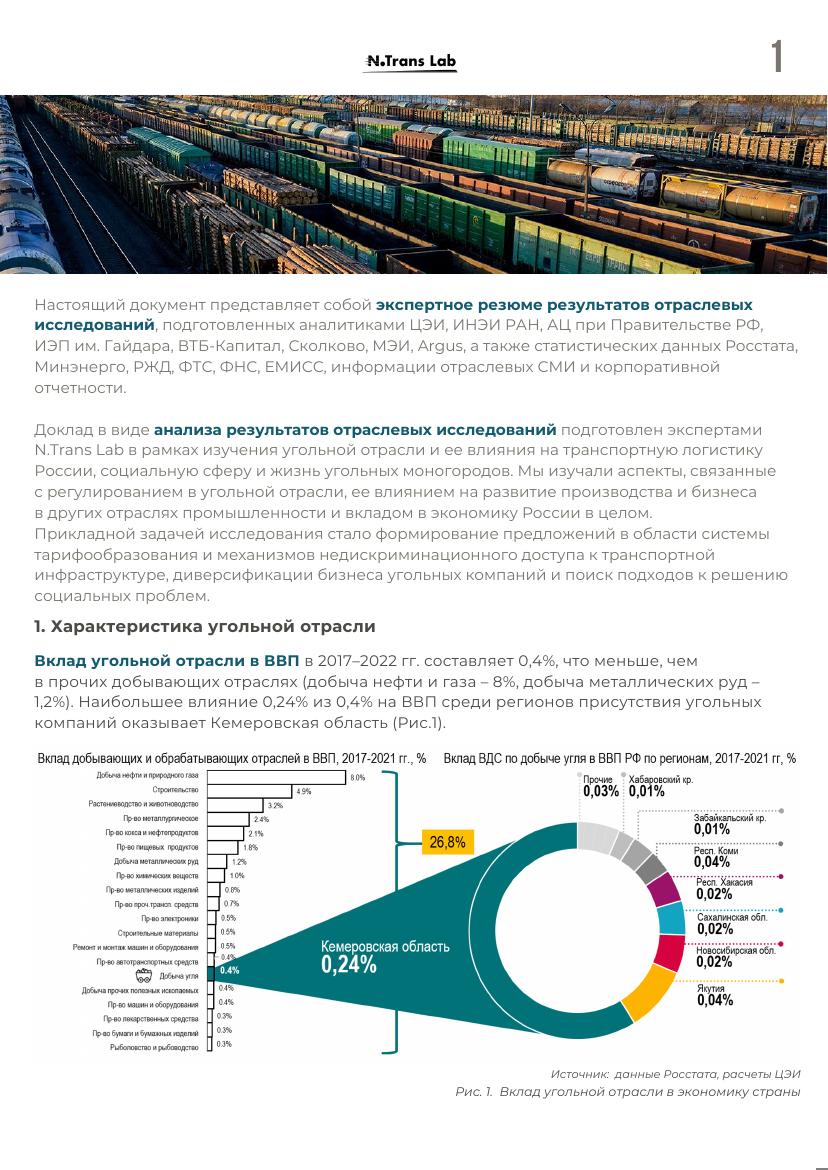 N.Trans Lab
1
Настоящий документ представляет собой экспертное резюме результатов отраслевых
исследований, подготовленных аналитиками ЦЭИ, ИНЭИ РАН, АЦ при Правительстве РФ,
ИЭП им. Гайдара, ВТБ-Капитал, Сколково, МЭИ, Argus, а также статистических данных Росстата,
Минэнерго, РЖД, ФТС, ФНС, ЕМИСС, информации отраслевых СМИ и корпоративной
отчетности.
Доклад в виде анализа результатов отраслевых исследований подготовлен экспертами
N.Trans Lab в рамках изучения угольной отрасли и ее влияния на транспортную логистику
России, социальную сферу и жизнь угольных моногородов. Мы изучали аспекты, связанные
с регулированием в угольной отрасли, ее влиянием на развитие производства и бизнеса
в других отраслях промышленности и вкладом в экономику России в целом.
Прикладной задачей исследования стало формирование предложений в области системы
тарифообразования и механизмов недискриминационного доступа к транспортной
инфраструктуре, диверсификации бизнеса угольных компаний и поиск подходов к решению
социальных проблем.
1. Характеристика угольной отрасли
Вклад угольной отрасли в ВВП в 2017–2022 гг. составляет 0,4%, что меньше, чем
в прочих добывающих отраслях (добыча нефти и газа – 8%, добыча металлических руд –
1,2%). Наибольшее влияние 0,24% из 0,4% на ВВП среди регионов присутствия угольных
компаний оказывает Кемеровская область (Рис.1).
Вклад добывающих и обрабатывающих отраслей в ВВП, 2017-2021 гг., %
Добыча нефти и природного газа 8.0%
Строительство 4.9%
Растениеводство и животноводство 3.2%
Пр-во металлургическое 2.4%
Пр-во кокса и нефтепродуктов 2.1%
Пр-во пищевых продуктов 1.8%
Добыча металлических руд 1.2%
Пр-во химических веществ 1.0%
Пр-во металлических изделий 0.8%
Пр-во проч.трансп. средств 0.7%
Пр-во электроники 0.5%
Строительные материалы 0.5%
Ремонт и монтаж машин и оборудования 0.5%
Пр-во автотранспортных средств 0.4%
Добыча угля 0.4%
Добыча прочих полезных ископаемых 0.4%
Пр-во машин и оборудования 0.4%
Пр-во лекарственных средства 0.3%
Пр-во бумаги и бумажных изделий 0.3%
Рыболовство и рыбоводство 0.3%
26,8%
Кемеровская область
0,24%
Вклад ВДС по добыче угля в ВВП РФ по регионам, 2017-2021 гг, %
Прочие
0,03%
Хабаровский кр.
0,01%
Забайкальский кр.
0,01%
Респ. Коми
0,04%
Респ. Хакасия
0,02%
Сахалинская обл.
0,02%
Новосибирская обл.
0,02%
Якутия
0,04%
Источник: данные Росстата, расчеты ЦЭИ
Рис. 1. Вклад угольной отрасли в экономику страны